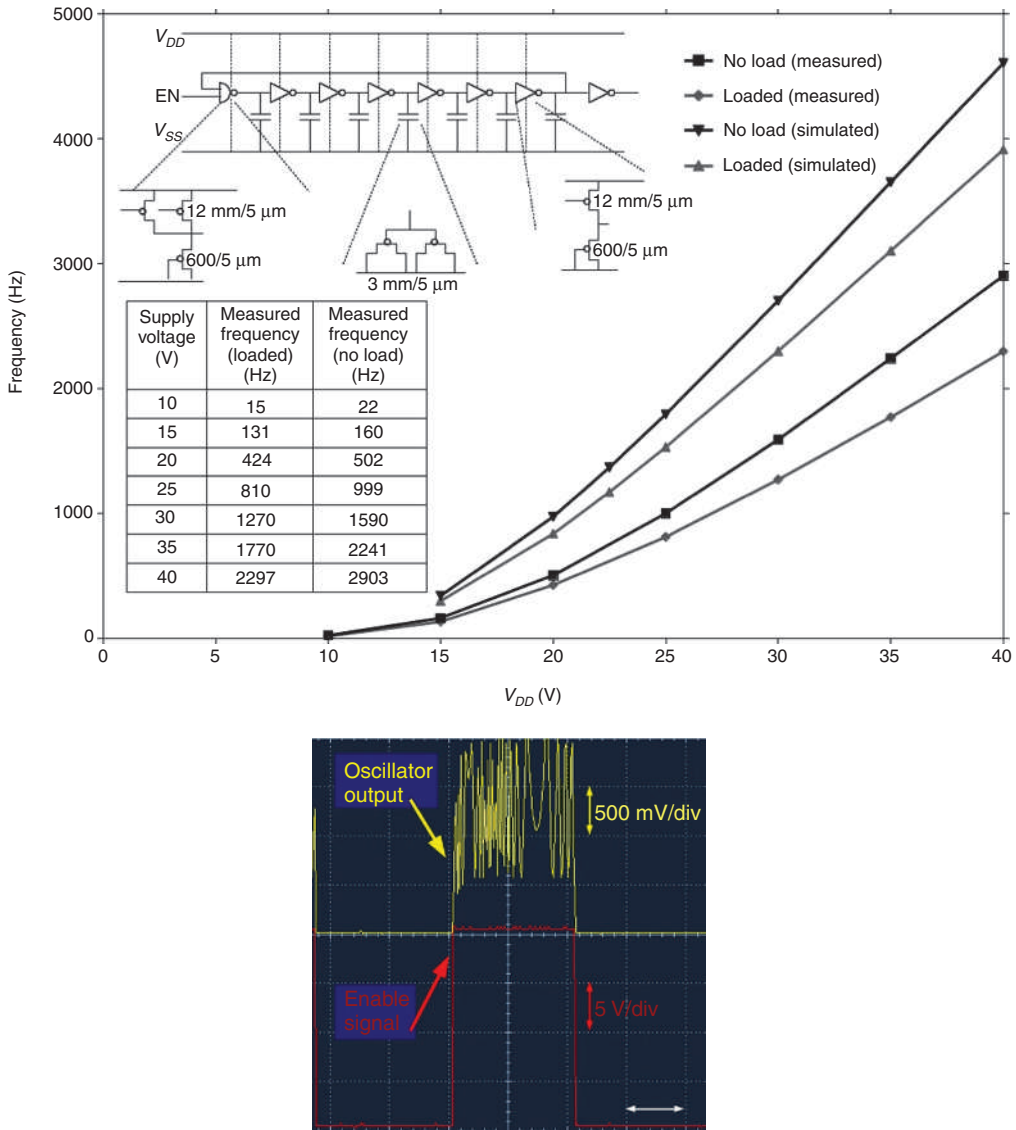 5000
4000
3000
2000
1000
0
Frequency (Hz)
V_DD
EN
V_SS
12 mm/5 µm
600/5 µm
3 mm/5 µm
12 mm/5 µm
600/5 µm
No load (measured)
Loaded (measured)
No load (simulated)
Loaded (simulated)
Supply voltage (V) Measured frequency (loaded) (Hz) Measured frequency (no load) (Hz)
10 15 22
15 131 160
20 424 502
25 810 999
30 1270 1590
35 1770 2241
40 2297 2903
0 5 10 15 20 25 30 35 40
V_DD (V)
Oscillator
output
500 mV/div
Enable
signal
5 V/div